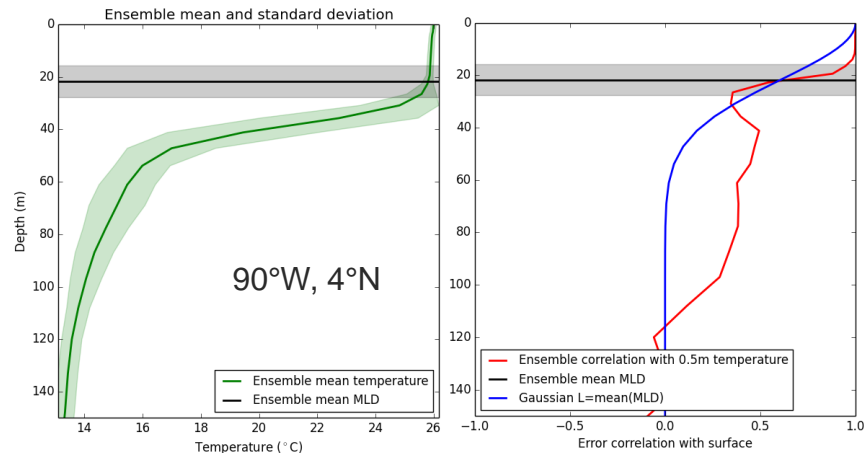 Ensemble mean and standard deviation
0
20
40
60
80
100
120
140
Depth (m)
90°W, 4°N
Ensemble mean temperature
Ensemble mean MLD
14 16 18 20 22 24 26
Temperature (°C)
0
20
40
60
80
100
120
140
Ensemble correlation with 0.5m temperature
Ensemble mean MLD
Gaussian L=mean(MLD)
−1.0 −0.5 0.0 0.5 1.0
Error correlation with surface